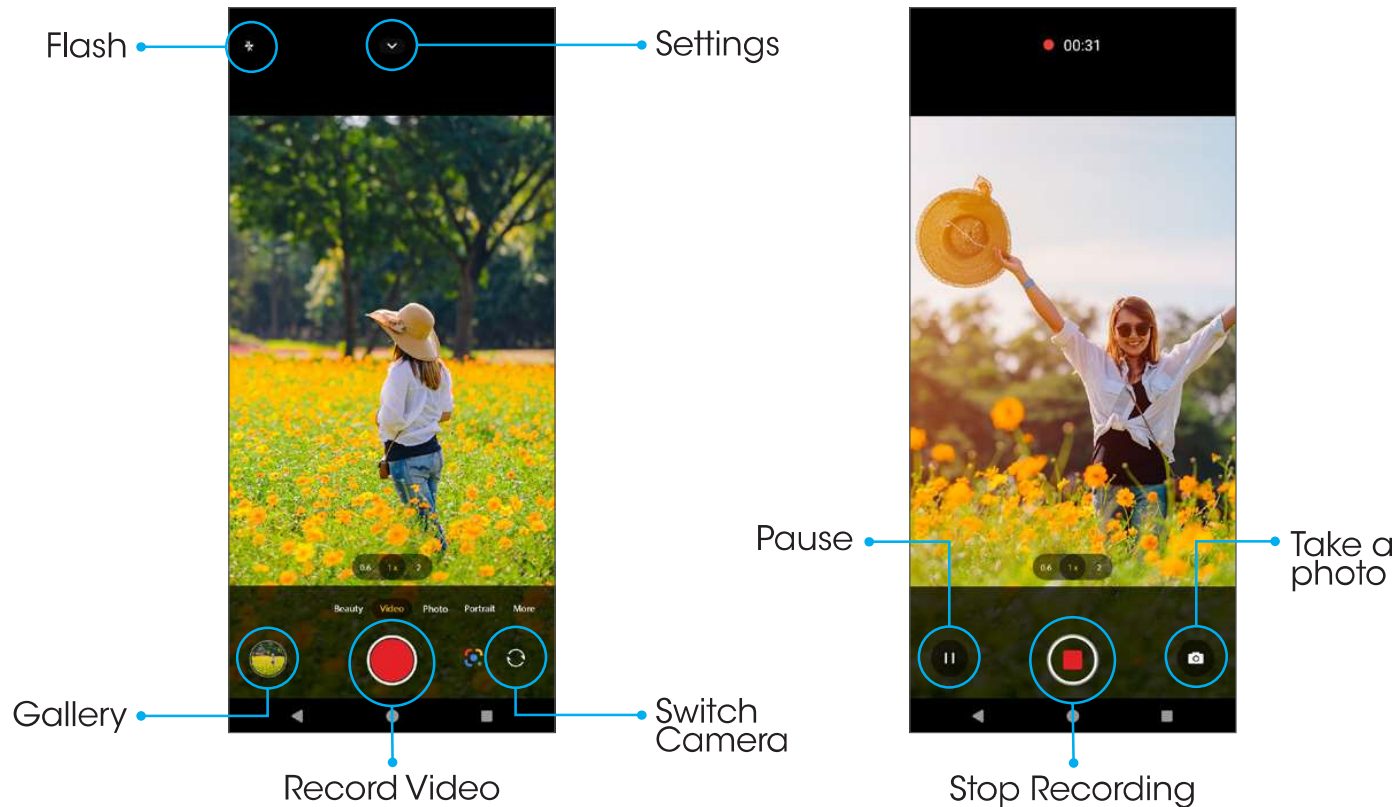 Flash
Settings
00:31
0.6 1x 2
Beauty Video Photo Portrait More
Gallery
Switch
Camera
Record Video
Pause
Take a
photo
0.6 1x 2
Stop Recording